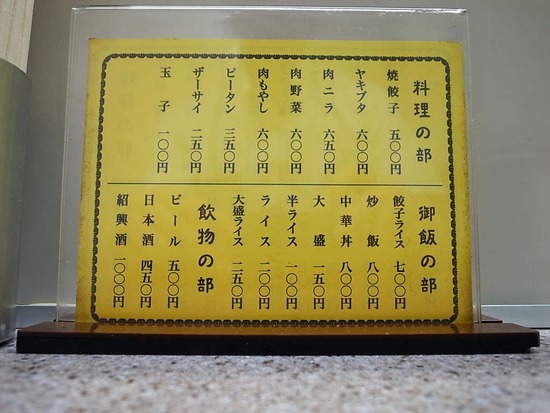 料理の部
焼餃子 五〇〇円
ヤキブタ 六〇〇円
肉ニラ 六五〇円
肉野菜 六〇〇円
肉もやし 六〇〇円
ピータン 三五〇円
ザーサイ 二五〇円
玉子 一〇〇円
御飯の部
餃子ライス 七〇〇円
炒飯 八〇〇円
中華丼 八〇〇円
大盛 一五〇円
半ライス 一〇〇円
ライス 二〇〇円
大盛ライス 二五〇円
飲物の部
ビール 五〇〇円
日本酒 四五〇円
紹興酒 一〇〇〇円